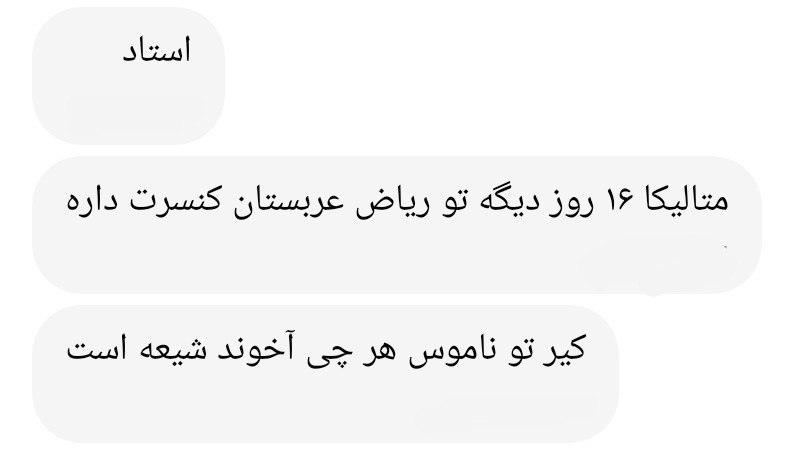 استاد
متالیکا ۱۶ روز دیگه تو ریاض عربستان کنسرت داره
کیر تو ناموس هر چی آخوند شیعه است